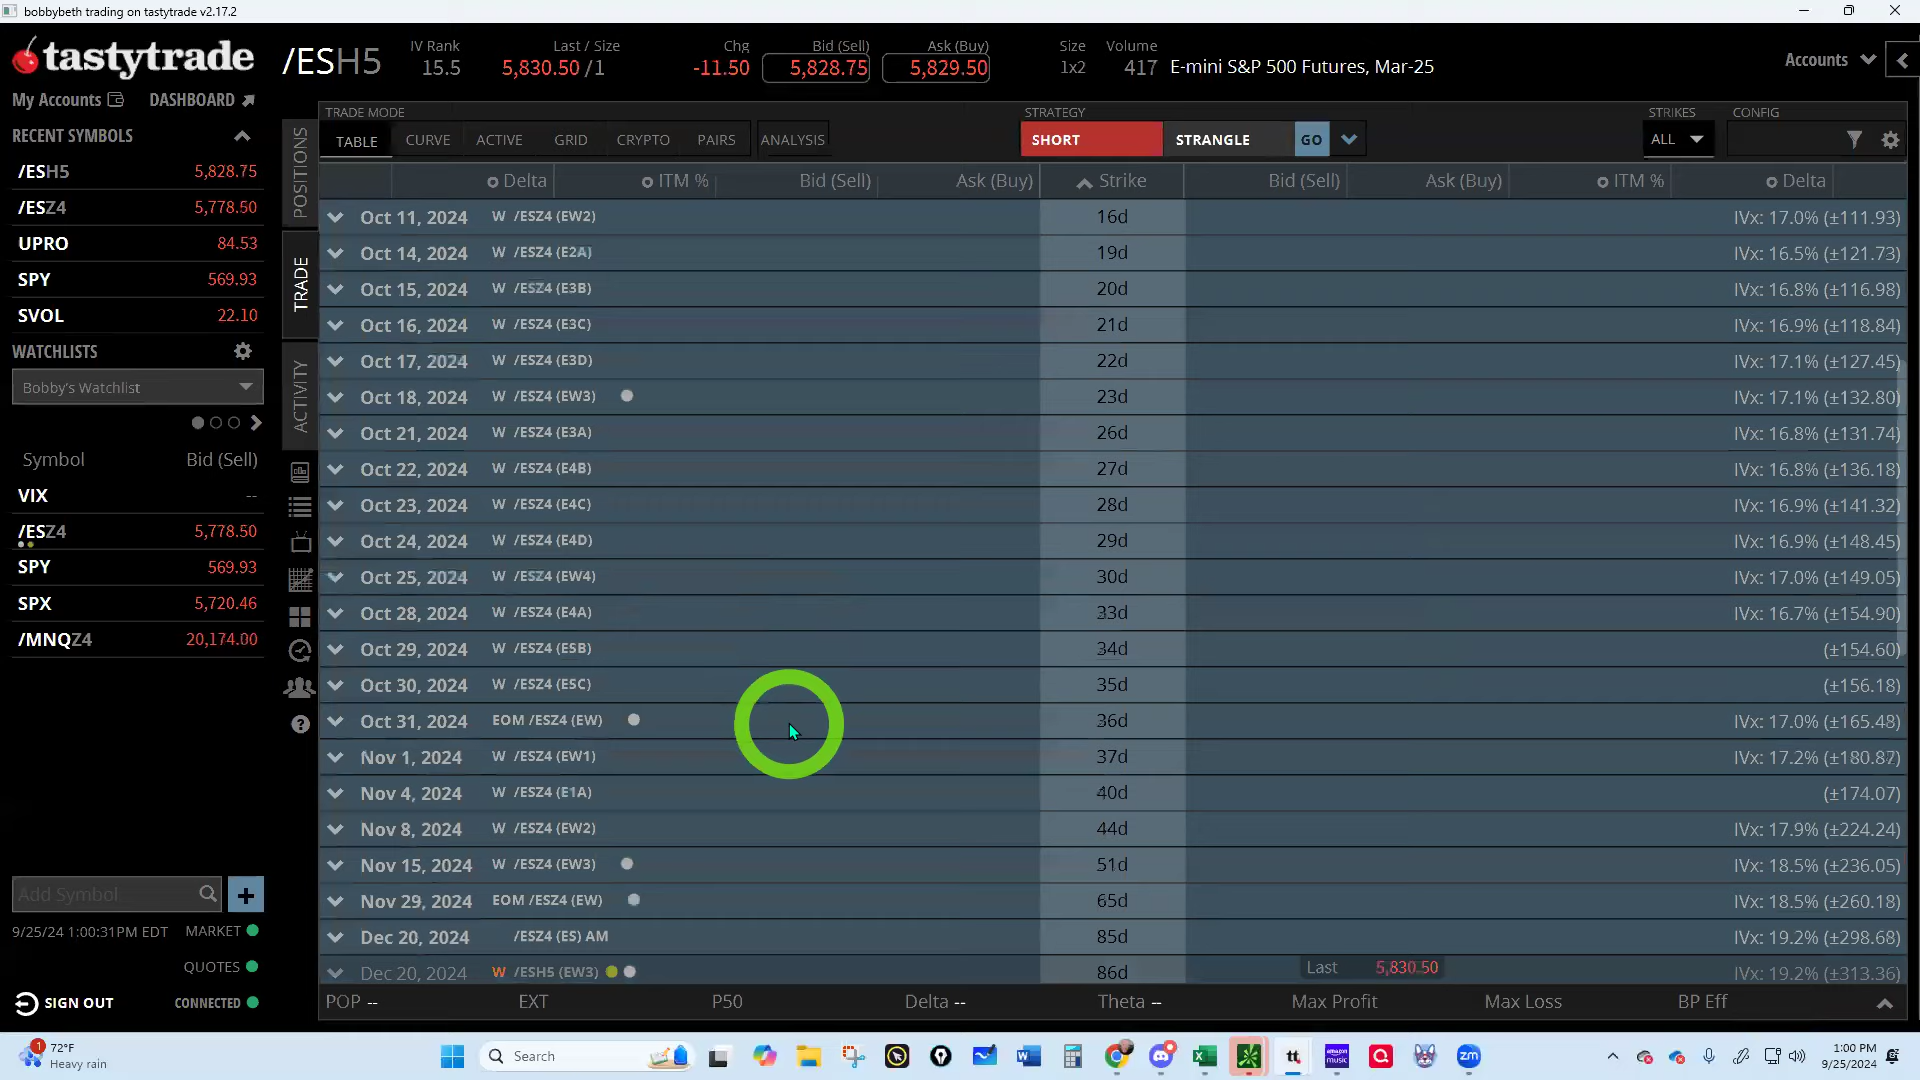 bobbybeth trading on tastytrade v2.17.2
tastytrade
My Accounts DASHBOARD
RECENT SYMBOLS
/ESH5 5,828.75
/ESZ4 5,778.50
UPRO 84.53
SPY 569.93
SVOL 22.10
WATCHLISTS
Bobby's Watchlist
Symbol Bid (Sell)
VIX --
/ESZ4 5,778.50
SPY 569.93
SPX 5,720.46
/MNQZ4 20,174.00
Add Symbol
9/25/24 1:00:31PM EDT MARKET
QUOTES
SIGN OUT CONNECTED
/ESH5
IV Rank Last / Size Chg Bid (Sell) Ask (Buy) Size Volume
15.5 5,830.50 /1 -11.50 5,828.75 5,829.50 1x2 417 E-mini S&P 500 Futures, Mar-25
Accounts
POSITIONS
TRADE
ACTIVITY
TRADE MODE STRATEGY STRIKES CONFIG
TABLE CURVE ACTIVE GRID CRYPTO PAIRS ANALYSIS SHORT STRANGLE GO ALL
Delta ITM % Bid (Sell) Ask (Buy) Strike Bid (Sell) Ask (Buy) ITM % Delta
Oct 11, 2024 W /ESZ4 (EW2) 16d IVx: 17.0% (±111.93)
Oct 14, 2024 W /ESZ4 (E2A) 19d IVx: 16.5% (±121.73)
Oct 15, 2024 W /ESZ4 (E3B) 20d IVx: 16.8% (±116.98)
Oct 16, 2024 W /ESZ4 (E3C) 21d IVx: 16.9% (±118.84)
Oct 17, 2024 W /ESZ4 (E3D) 22d IVx: 17.1% (±127.45)
Oct 18, 2024 W /ESZ4 (EW3) 23d IVx: 17.1% (±132.80)
Oct 21, 2024 W /ESZ4 (E3A) 26d IVx: 16.8% (±131.74)
Oct 22, 2024 W /ESZ4 (E4B) 27d IVx: 16.8% (±136.18)
Oct 23, 2024 W /ESZ4 (E4C) 28d IVx: 16.9% (±141.32)
Oct 24, 2024 W /ESZ4 (E4D) 29d IVx: 16.9% (±148.45)
Oct 25, 2024 W /ESZ4 (EW4) 30d IVx: 17.0% (±149.05)
Oct 28, 2024 W /ESZ4 (E4A) 33d IVx: 16.7% (±154.90)
Oct 29, 2024 W /ESZ4 (E5B) 34d (±154.60)
Oct 30, 2024 W /ESZ4 (E5C) 35d (±156.18)
Oct 31, 2024 EOM /ESZ4 (EW) 36d IVx: 17.0% (±165.48)
Nov 1, 2024 W /ESZ4 (EW1) 37d IVx: 17.2% (±180.87)
Nov 4, 2024 W /ESZ4 (E1A) 40d (±174.07)
Nov 8, 2024 W /ESZ4 (EW2) 44d IVx: 17.9% (±224.24)
Nov 15, 2024 W /ESZ4 (EW3) 51d IVx: 18.5% (±236.05)
Nov 29, 2024 EOM /ESZ4 (EW) 65d IVx: 18.5% (±260.18)
Dec 20, 2024 /ESZ4 (ES) AM 85d IVx: 19.2% (±298.68)
Dec 20, 2024 W /ESH5 (EW3) 86d Last 5,830.50 IVx: 19.2% (±313.36)
POP -- EXT P50 Delta -- Theta -- Max Profit Max Loss BP Eff
1
72°F
Heavy rain
Search
tt
zm
1:00 PM
9/25/2024